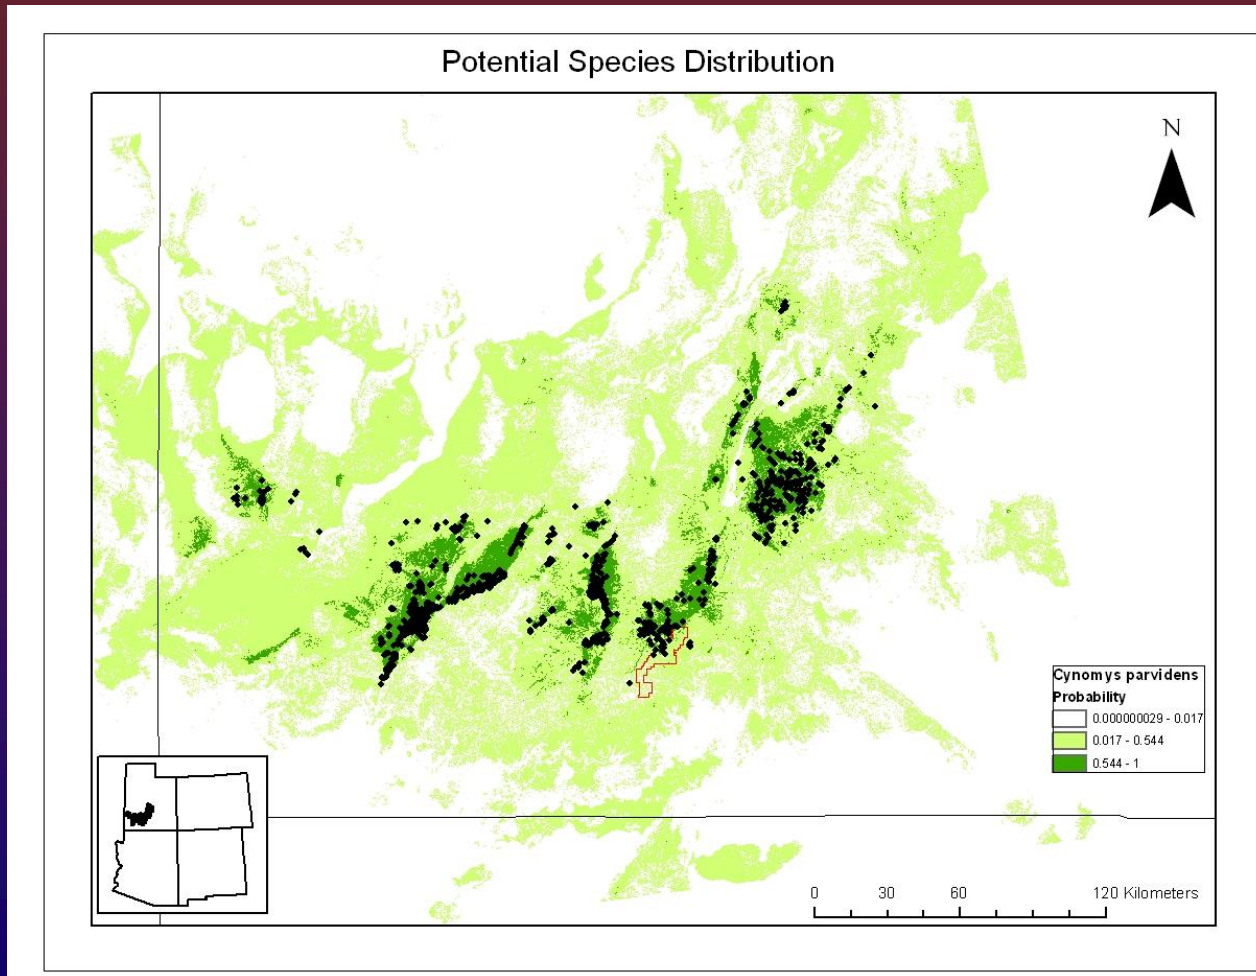 Potential Species Distribution
N
Cynomys parvidens
Probability
0.000000029 - 0.017
0.017 - 0.544
0.544 - 1
0 30 60 120 Kilometers